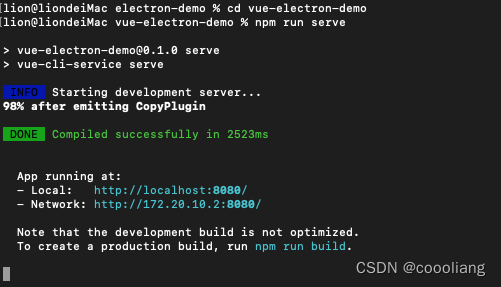 [lion@liondeiMac electron-demo % cd vue-electron-demo
[lion@liondeiMac vue-electron-demo % npm run serve
> vue-electron-demo@0.1.0 serve
> vue-cli-service serve
INFO Starting development server...
98% after emitting CopyPlugin
DONE Compiled successfully in 2523ms
App running at:
- Local: http://localhost:8080/
- Network: http://172.20.10.2:8080/
Note that the development build is not optimized.
To create a production build, run npm run build.
CSDN @coooliang